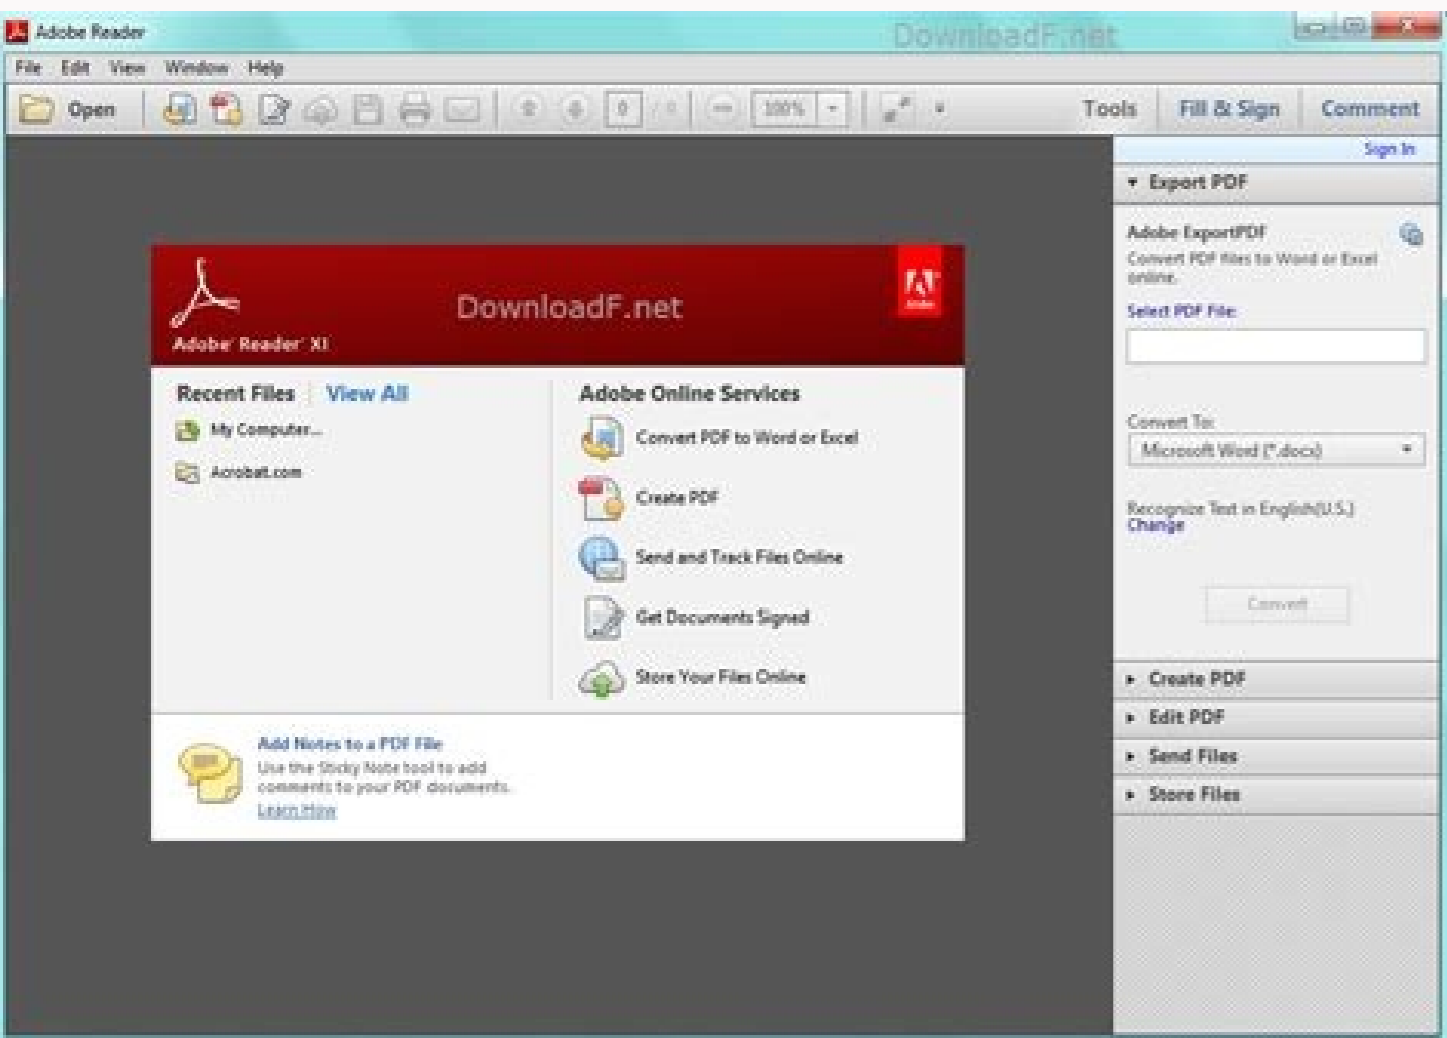 Adobe Reader
DownloadF.net
File Edit View Window Help
Open 0 / 0 100% Tools Fill & Sign Comment
Sign In
Export PDF
Adobe ExportPDF
Convert PDF files to Word or Excel
online.
Select PDF File:
Convert To:
Microsoft Word (*.docx)
Recognize Text in English(U.S.)
Change
Convert
Create PDF
Edit PDF
Send Files
Store Files
DownloadF.net
Adobe
Adobe® Reader® XI
Recent Files View All
My Computer...
Acrobat.com
Adobe Online Services
Convert PDF to Word or Excel
Create PDF
Send and Track Files Online
Get Documents Signed
Store Your Files Online
Add Notes to a PDF File
Use the Sticky Note tool to add
comments to your PDF documents.
Learn How